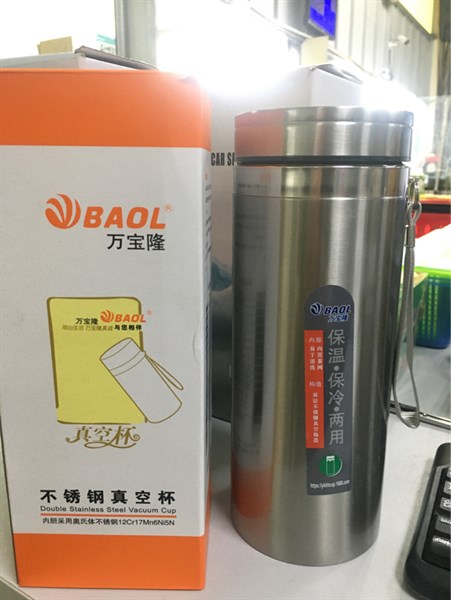 BAOL®
万宝隆
万宝隆 BAOL
与您相伴
真空杯
不锈钢真空杯
Double Stainless Steel Vacuum Cup
内胆采用奥氏体不锈钢12Cr17Mn6Ni5N
CAR
BAOL
万宝隆
保温·保冷·两用